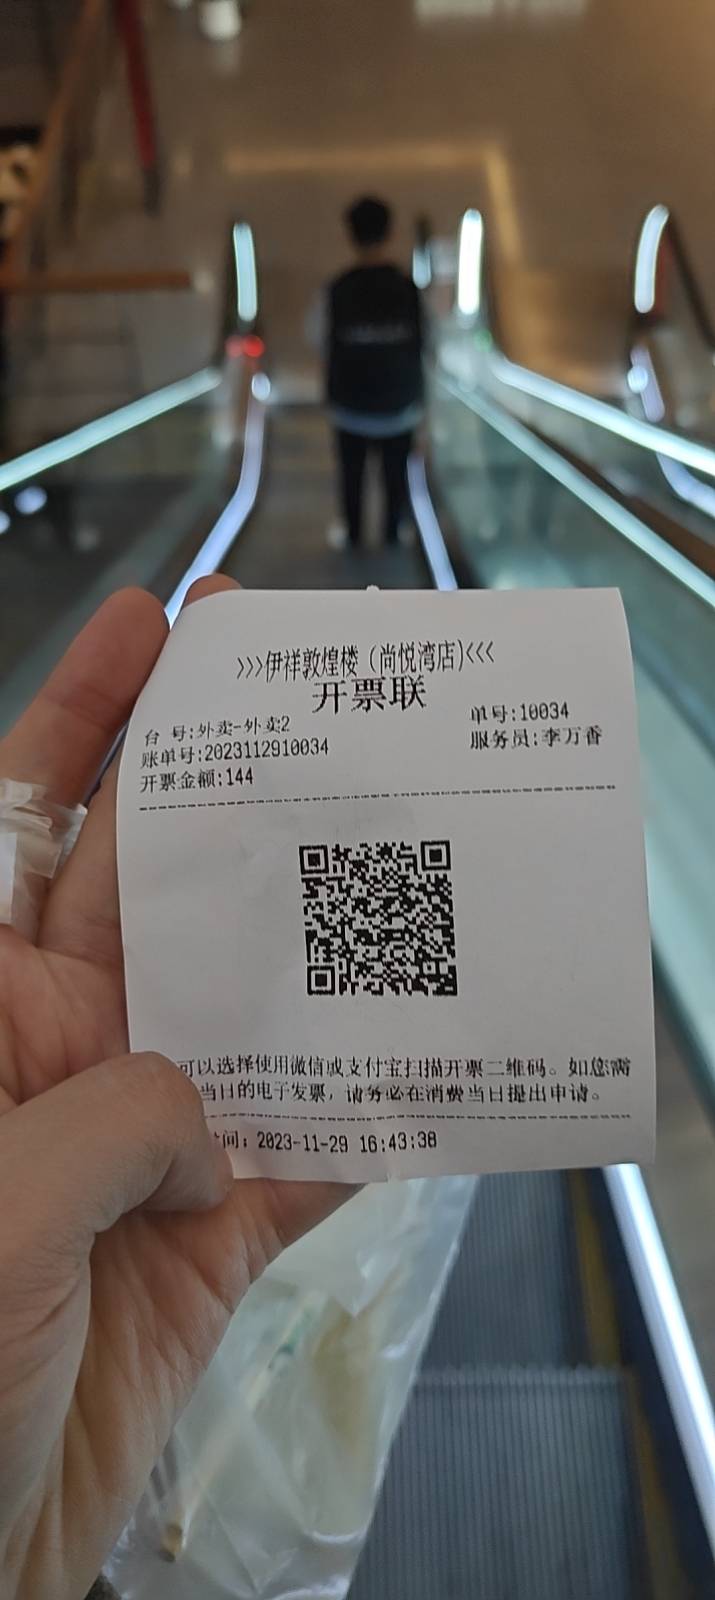 >>>伊祥敦煌楼（尚悦湾店)<<<
开票联
台 号:外卖-外卖2
单号:10034
账单号:2023112910034
服务员:李万香
开票金额:144
可以选择使用微信或支付宝扫描开票二维码。如您需
当日的电子发票，请务必在消费当日提出申请。
间：2023-11-29 16:43:38